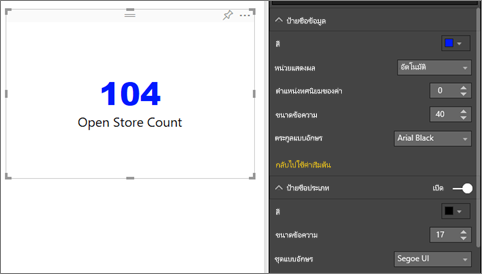 104
Open Store Count
ป้ายชื่อข้อมูล
สี
หน่วยแสดงผล
อัตโนมัติ
ตำแหน่งทศนิยมของค่า
0
ขนาดข้อความ
40
ตระกูลแบบอักษร
Arial Black
กลับไปใช้ค่าเริ่มต้น
ป้ายชื่อประเภท
เปิด
สี
ขนาดข้อความ
17
ชุดแบบอักษร
Segoe UI